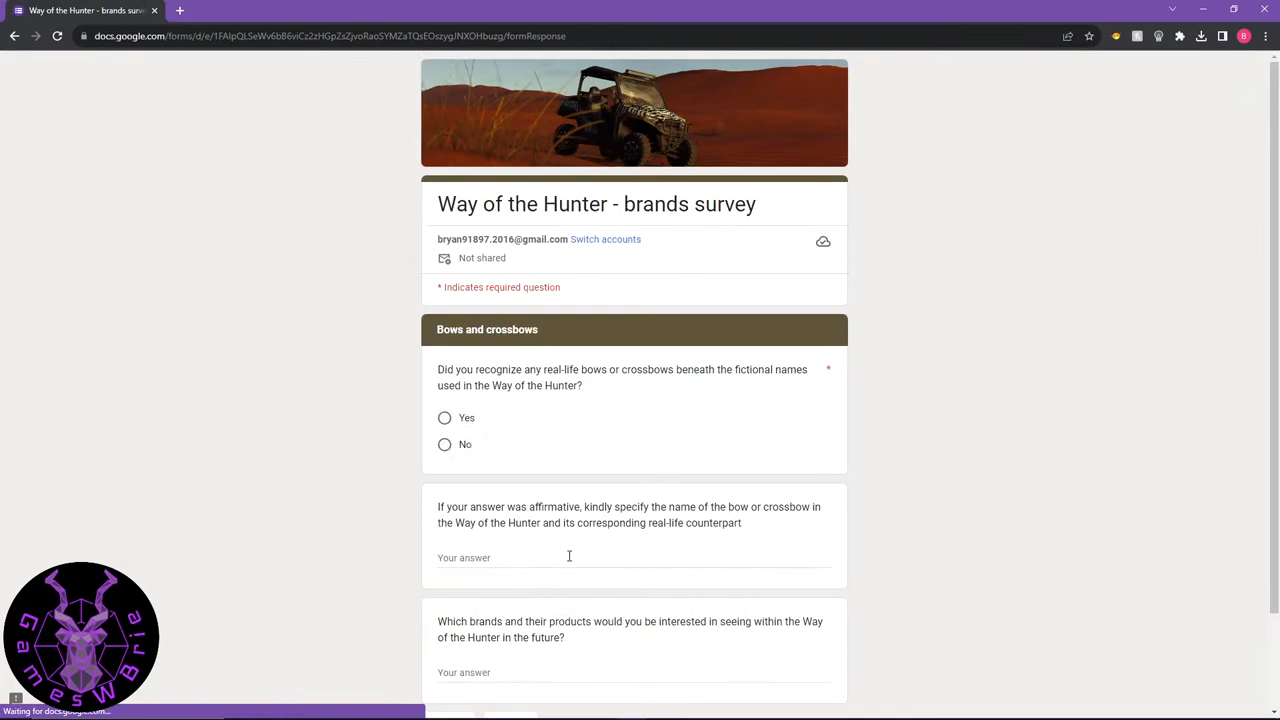 Way of the Hunter - brands surve
docs.google.com/forms/d/e/1FAIpQLSeWv6b86viCz2zHGpZsZjvoRaoSYMZaTQsEOszygJNXOHbuzg/formResponse
B
Way of the Hunter - brands survey
bryan91897.2016@gmail.com Switch accounts
Not shared
* Indicates required question
Bows and crossbows
Did you recognize any real-life bows or crossbows beneath the fictional names *
used in the Way of the Hunter?
Yes
No
If your answer was affirmative, kindly specify the name of the bow or crossbow in
the Way of the Hunter and its corresponding real-life counterpart
Your answer
Which brands and their products would you be interested in seeing within the Way
of the Hunter in the future?
Your answer
GamesWBrie
Waiting for docs.google.com...